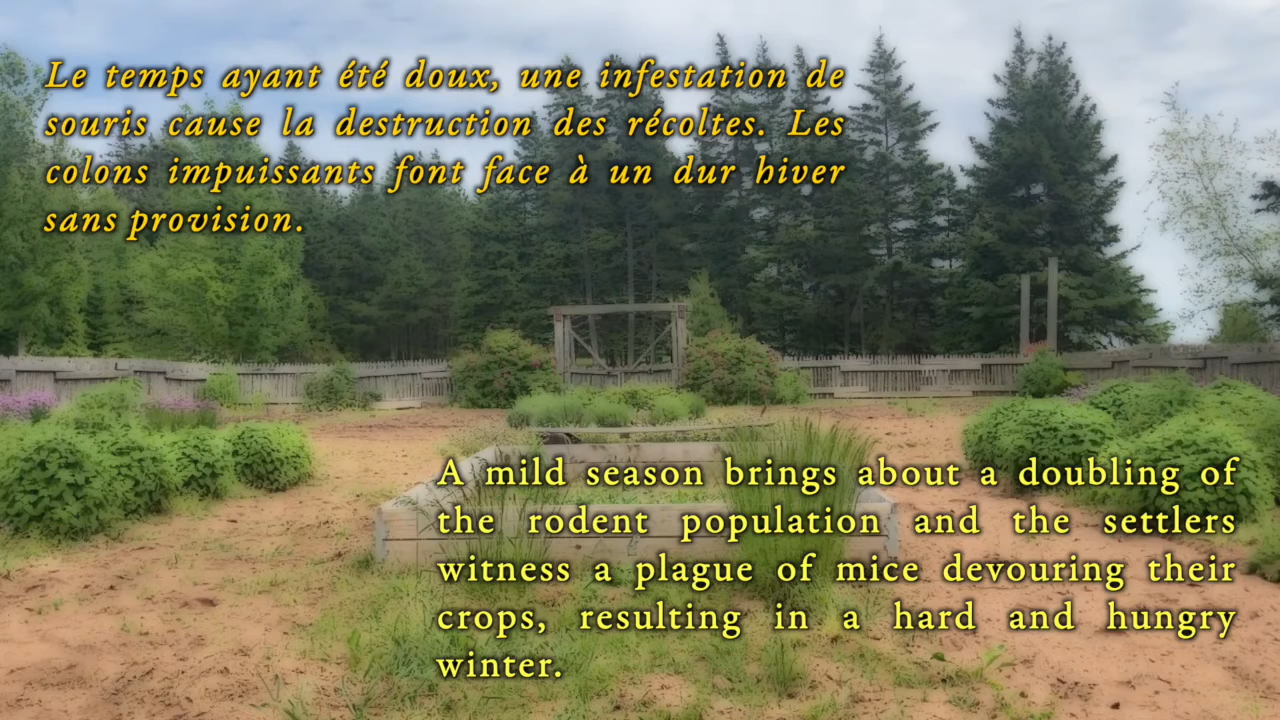 Le temps ayant été doux, une infestation de
souris cause la destruction des récoltes. Les
colons impuissants font face à un dur hiver
sans provision.
A mild season brings about a doubling of
the rodent population and the settlers
witness a plague of mice devouring their
crops, resulting in a hard and hungry
winter.